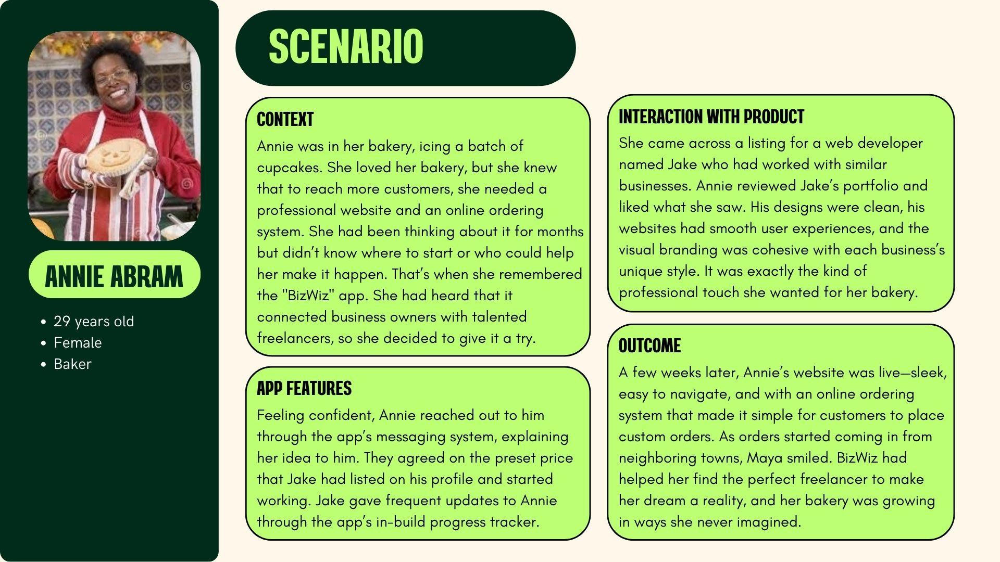 SCENARIO
ANNIE ABRAM
29 years old
Female
Baker
CONTEXT
Annie was in her bakery, icing a batch of
cupcakes. She loved her bakery, but she knew
that to reach more customers, she needed a
professional website and an online ordering
system. She had been thinking about it for months
but didn’t know where to start or who could help
her make it happen. That’s when she remembered
the "BizWiz" app. She had heard that it
connected business owners with talented
freelancers, so she decided to give it a try.
APP FEATURES
Feeling confident, Annie reached out to him
through the app’s messaging system, explaining
her idea to him. They agreed on the preset price
that Jake had listed on his profile and started
working. Jake gave frequent updates to Annie
through the app’s in-build progress tracker.
INTERACTION WITH PRODUCT
She came across a listing for a web developer
named Jake who had worked with similar
businesses. Annie reviewed Jake’s portfolio and
liked what she saw. His designs were clean, his
websites had smooth user experiences, and the
visual branding was cohesive with each business’s
unique style. It was exactly the kind of
professional touch she wanted for her bakery.
OUTCOME
A few weeks later, Annie’s website was live—sleek,
easy to navigate, and with an online ordering
system that made it simple for customers to place
custom orders. As orders started coming in from
neighboring towns, Maya smiled. BizWiz had
helped her find the perfect freelancer to make
her dream a reality, and her bakery was growing
in ways she never imagined.